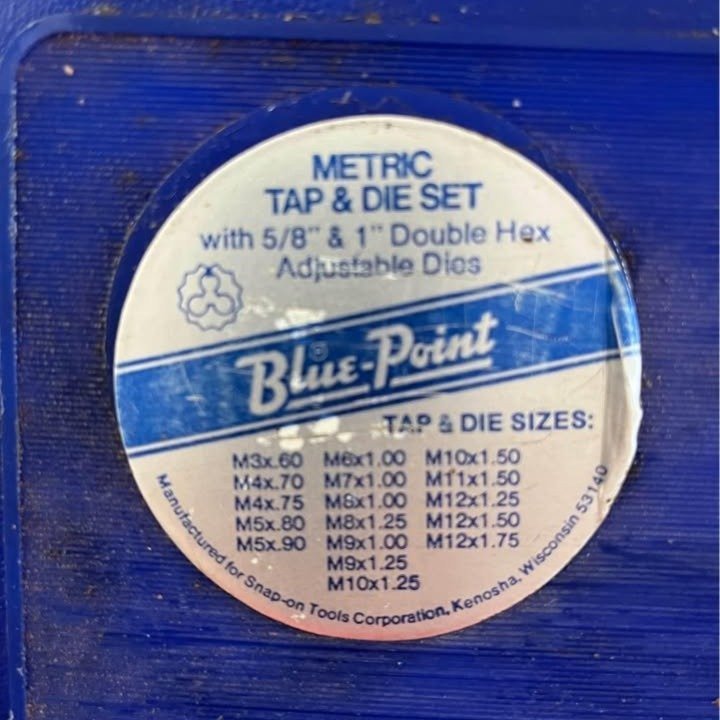 METRIC
TAP & DIE SET
with 5/8" & 1" Double Hex
Adjustable Dies
Blue-Point
TAP & DIE SIZES:
M3x.60 M6x1.00 M10x1.50
M4x.70 M7x1.00 M11x1.50
M4x.75 M8x1.00 M12x1.25
M5x.80 M8x1.25 M12x1.50
M5x.90 M9x1.00 M12x1.75
M9x1.25
M10x1.25
Manufactured for Snap-on Tools Corporation, Kenosha, Wisconsin 53140